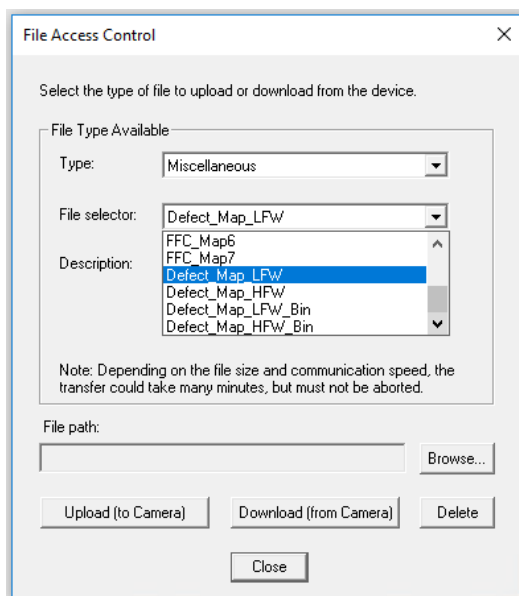 File Access Control
Select the type of file to upload or download from the device.
File Type Available
Type:
Miscellaneous
File selector:
Defect_Map_LFW
FFC_Map6
FFC_Map7
Description:
Defect_Map_LFW
Defect_Map_HFW
Defect_Map_LFW_Bin
Defect_Map_HFW_Bin
Note: Depending on the file size and communication speed, the
transfer could take many minutes, but must not be aborted.
File path:
Browse...
Upload (to Camera)
Download (from Camera)
Delete
Close